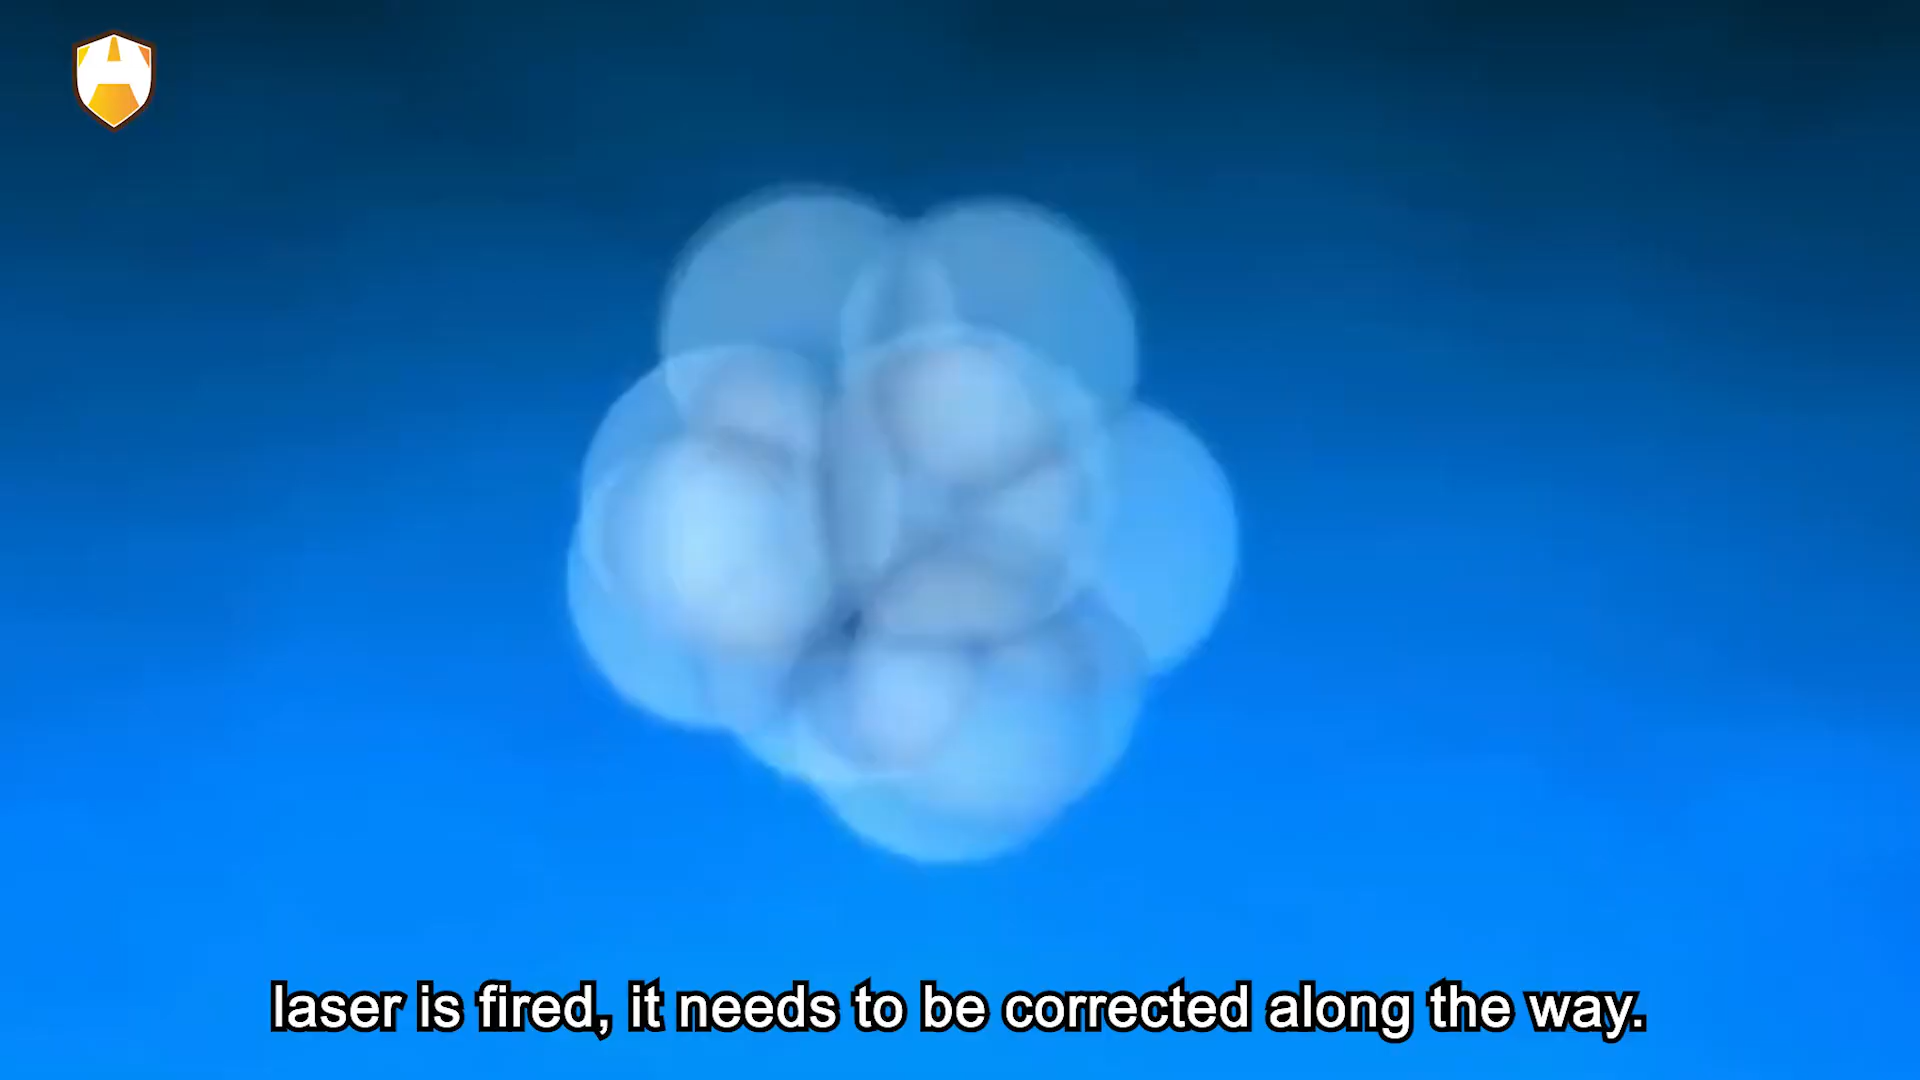 laser is fired, it needs to be corrected along the way.